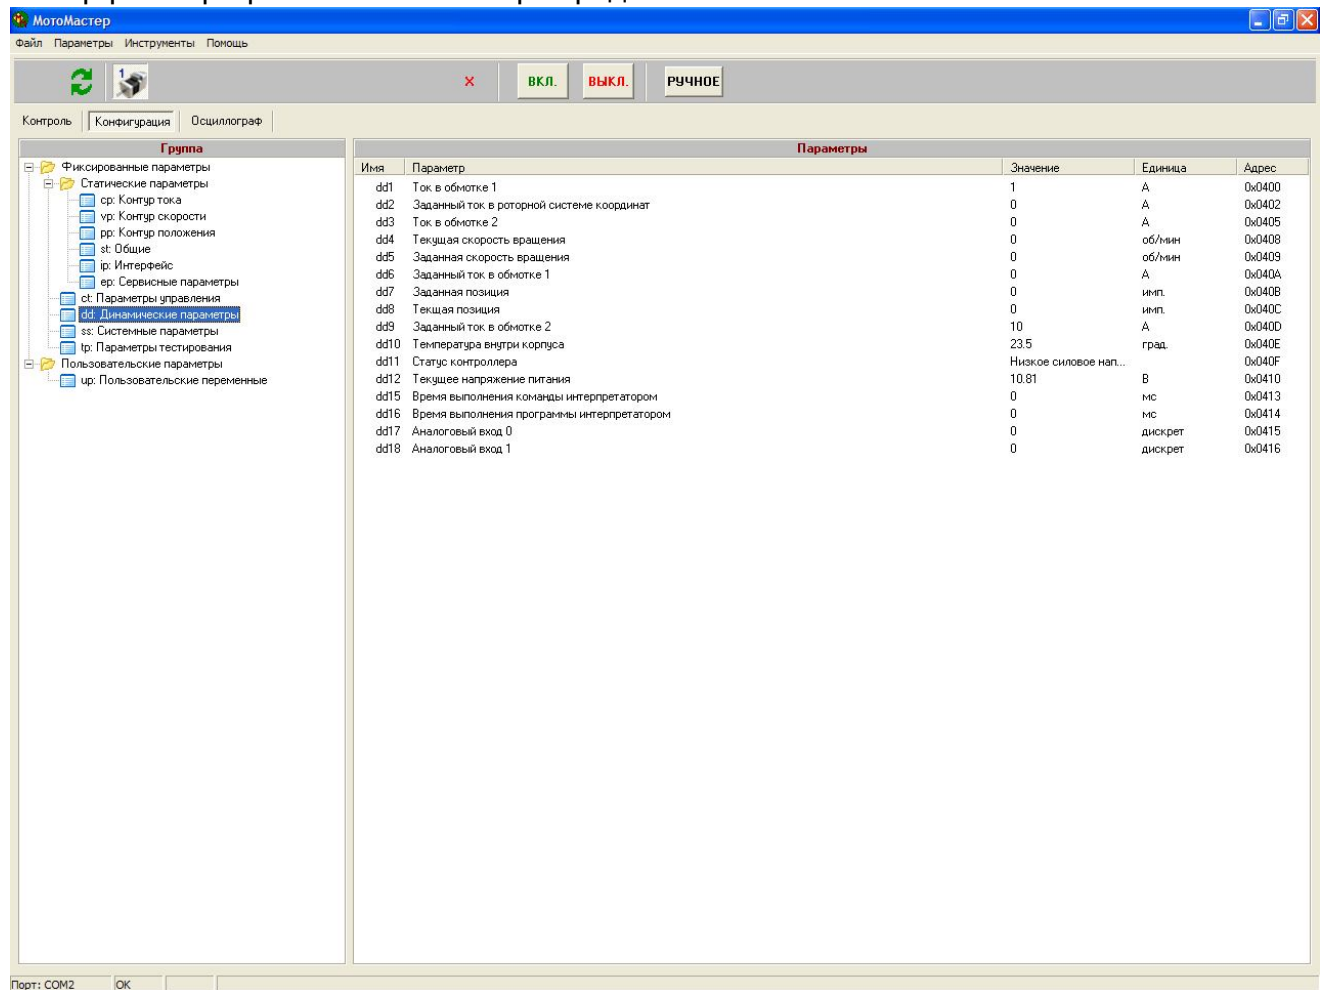 МотоМастер
Файл Параметры Инструменты Помощь
1 ВКЛ. ВЫКЛ. РУЧНОЕ
Контроль Конфигурация Осциллограф
Группа
Фиксированные параметры
Статические параметры
cp: Контур тока
vp: Контур скорости
pp: Контур положения
st: Общие
ip: Интерфейс
ep: Сервисные параметры
ct: Параметры управления
dd: Динамические параметры
ss: Системные параметры
tp: Параметры тестирования
Пользовательские параметры
up: Пользовательские переменные
Параметры
Имя Параметр Значение Единица Адрес
dd1 Ток в обмотке 1 1 А 0x0400
dd2 Заданный ток в роторной системе координат 0 А 0x0402
dd3 Ток в обмотке 2 0 А 0x0405
dd4 Текущая скорость вращения 0 об/мин 0x0408
dd5 Заданная скорость вращения 0 об/мин 0x0409
dd6 Заданный ток в обмотке 1 0 А 0x040A
dd7 Заданная позиция 0 имп. 0x040B
dd8 Текщая позиция 0 имп. 0x040C
dd9 Заданный ток в обмотке 2 10 А 0x040D
dd10 Температура внутри корпуса 23.5 град. 0x040E
dd11 Статус контроллера Низкое силовое нап... 0x040F
dd12 Текущее напряжение питания 10.81 В 0x0410
dd15 Время выполнения команды интерпретатором 0 мс 0x0413
dd16 Время выполнения программы интерпретатором 0 мс 0x0414
dd17 Аналоговый вход 0 0 дискрет 0x0415
dd18 Аналоговый вход 1 0 дискрет 0x0416
Порт: COM2 OK